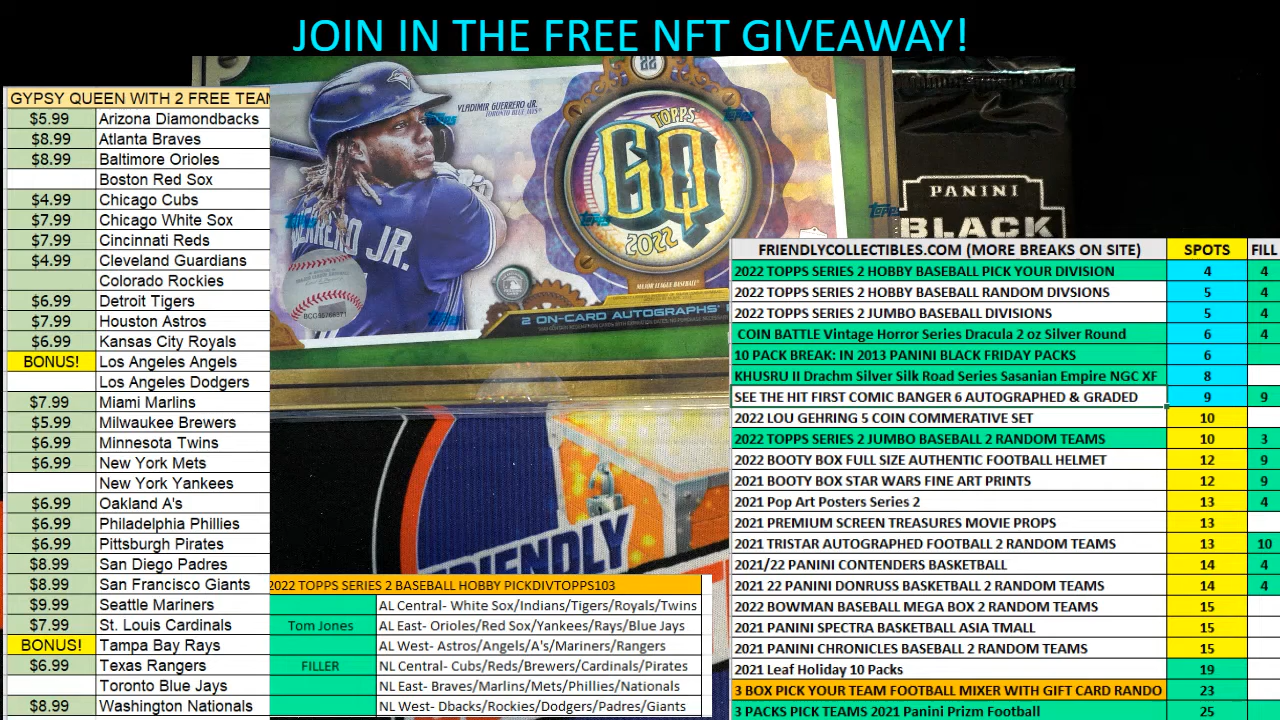 JOIN IN THE FREE NFT GIVEAWAY!
GYPSY QUEEN WITH 2 FREE TEAM
$5.99 Arizona Diamondbacks
$8.99 Atlanta Braves
$8.99 Baltimore Orioles
Boston Red Sox
$4.99 Chicago Cubs
$7.99 Chicago White Sox
$7.99 Cincinnati Reds
$4.99 Cleveland Guardians
Colorado Rockies
$6.99 Detroit Tigers
$7.99 Houston Astros
$6.99 Kansas City Royals
BONUS! Los Angeles Angels
Los Angeles Dodgers
$7.99 Miami Marlins
$5.99 Milwaukee Brewers
$6.99 Minnesota Twins
$6.99 New York Mets
New York Yankees
$6.99 Oakland A's
$6.99 Philadelphia Phillies
$6.99 Pittsburgh Pirates
$8.99 San Diego Padres
$8.99 San Francisco Giants
$9.99 Seattle Mariners
$7.99 St. Louis Cardinals
BONUS! Tampa Bay Rays
$6.99 Texas Rangers
Toronto Blue Jays
$8.99 Washington Nationals
22
VLADIMIR GUERRERO JR.
TORONTO BLUE JAYS
TOPPS
GQ
2022
GUERRERO JR.
MAJOR LEAGUE BASEBALL
2 ON-CARD AUTOGRAPHS
PANINI
BLACK
FRIENDLY
2022 TOPPS SERIES 2 BASEBALL HOBBY PICKDIVTOPPS103
AL Central- White Sox/Indians/Tigers/Royals/Twins
Tom Jones AL East- Orioles/Red Sox/Yankees/Rays/Blue Jays
AL West- Astros/Angels/A's/Mariners/Rangers
FILLER NL Central- Cubs/Reds/Brewers/Cardinals/Pirates
NL East- Braves/Marlins/Mets/Phillies/Nationals
NL West- Dbacks/Rockies/Dodgers/Padres/Giants
FRIENDLYCOLLECTIBLES.COM (MORE BREAKS ON SITE) SPOTS FILL
2022 TOPPS SERIES 2 HOBBY BASEBALL PICK YOUR DIVISION 4 4
2022 TOPPS SERIES 2 HOBBY BASEBALL RANDOM DIVSIONS 5 4
2022 TOPPS SERIES 2 JUMBO BASEBALL DIVISIONS 5 4
COIN BATTLE Vintage Horror Series Dracula 2 oz Silver Round 6 4
10 PACK BREAK: IN 2013 PANINI BLACK FRIDAY PACKS 6
KHUSRU II Drachm Silver Silk Road Series Sasanian Empire NGC XF 8
SEE THE HIT FIRST COMIC BANGER 6 AUTOGRAPHED & GRADED 9 9
2022 LOU GEHRING 5 COIN COMMERATIVE SET 10
2022 TOPPS SERIES 2 JUMBO BASEBALL 2 RANDOM TEAMS 10 3
2022 BOOTY BOX FULL SIZE AUTHENTIC FOOTBALL HELMET 12 9
2021 BOOTY BOX STAR WARS FINE ART PRINTS 12 9
2021 Pop Art Posters Series 2 13 4
2021 PREMIUM SCREEN TREASURES MOVIE PROPS 13
2021 TRISTAR AUTOGRAPHED FOOTBALL 2 RANDOM TEAMS 13 10
2021/22 PANINI CONTENDERS BASKETBALL 14 4
2021 22 PANINI DONRUSS BASKETBALL 2 RANDOM TEAMS 14 4
2022 BOWMAN BASEBALL MEGA BOX 2 RANDOM TEAMS 15
2021 PANINI SPECTRA BASKETBALL ASIA TMALL 15
2021 PANINI CHRONICLES BASEBALL 2 RANDOM TEAMS 15
2021 Leaf Holiday 10 Packs 19
3 BOX PICK YOUR TEAM FOOTBALL MIXER WITH GIFT CARD RANDO 23
3 PACKS PICK TEAMS 2021 Panini Prizm Football 25